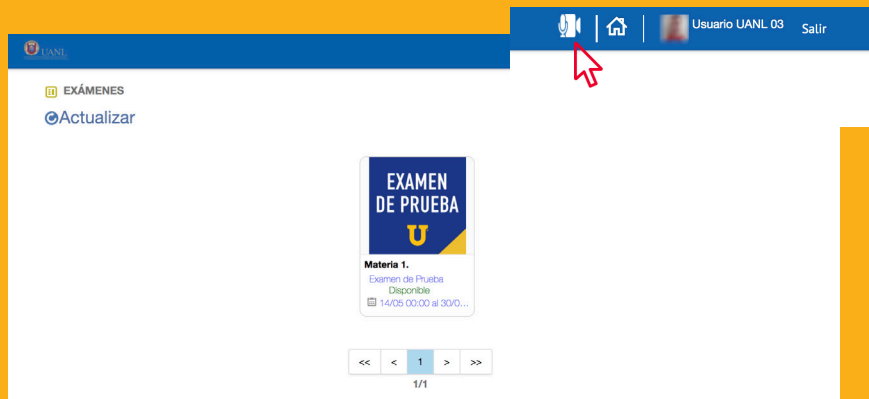 Usuario UANL 03
Salir
UANL
EXÁMENES
Actualizar
EXAMEN
DE PRUEBA
U
Materia 1.
Examen de Prueba
Disponible
14/05 00:00 al 30/0...
<< < 1 > >>
1/1